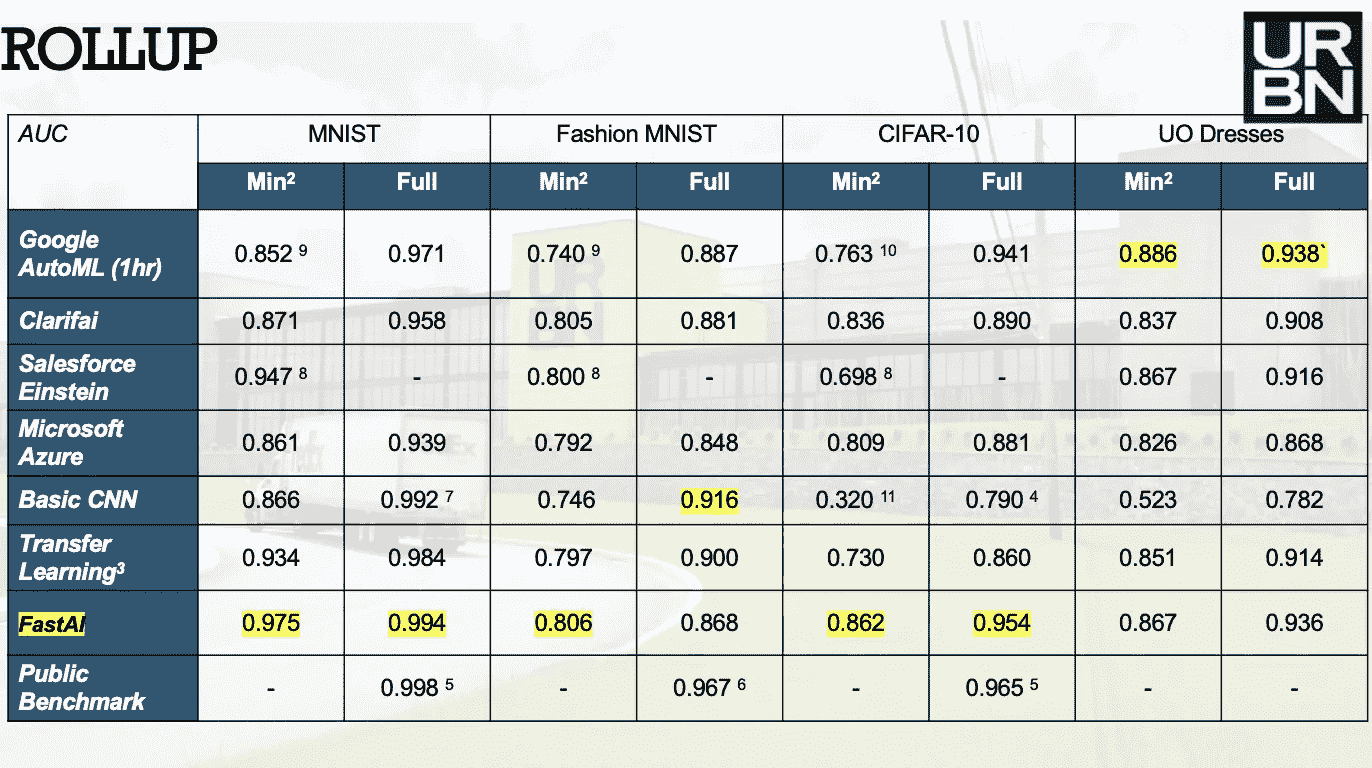 ROLLUP
UR
BN
AUC MNIST Fashion MNIST CIFAR-10 UO Dresses
Min² Full Min² Full Min² Full Min² Full
Google AutoML (1hr) 0.852 ⁹ 0.971 0.740 ⁹ 0.887 0.763 ¹⁰ 0.941 0.886 0.938`
Clarifai 0.871 0.958 0.805 0.881 0.836 0.890 0.837 0.908
Salesforce Einstein 0.947 ⁸ - 0.800 ⁸ - 0.698 ⁸ - 0.867 0.916
Microsoft Azure 0.861 0.939 0.792 0.848 0.809 0.881 0.826 0.868
Basic CNN 0.866 0.992 ⁷ 0.746 0.916 0.320 ¹¹ 0.790 ⁴ 0.523 0.782
Transfer Learning³ 0.934 0.984 0.797 0.900 0.730 0.860 0.851 0.914
FastAI 0.975 0.994 0.806 0.868 0.862 0.954 0.867 0.936
Public Benchmark - 0.998 ⁵ - 0.967 ⁶ - 0.965 ⁵ - -
UR
BN